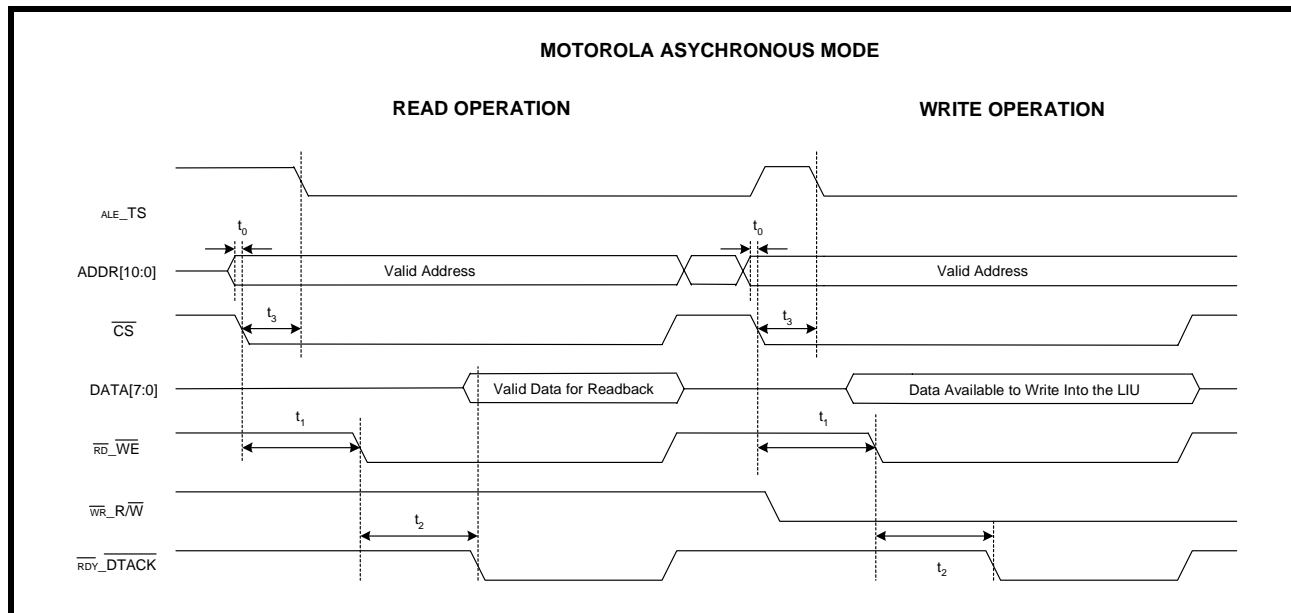 MOTOROLA ASYCHRONOUS MODE
READ OPERATION
WRITE OPERATION
ALE_TS
t0
t0
ADDR[10:0]
Valid Address
Valid Address
CS
t3
t3
DATA[7:0]
Valid Data for Readback
Data Available to Write Into the LIU
t1
t1
RD_WE
WR_R/W
t2
t2
RDY_DTACK